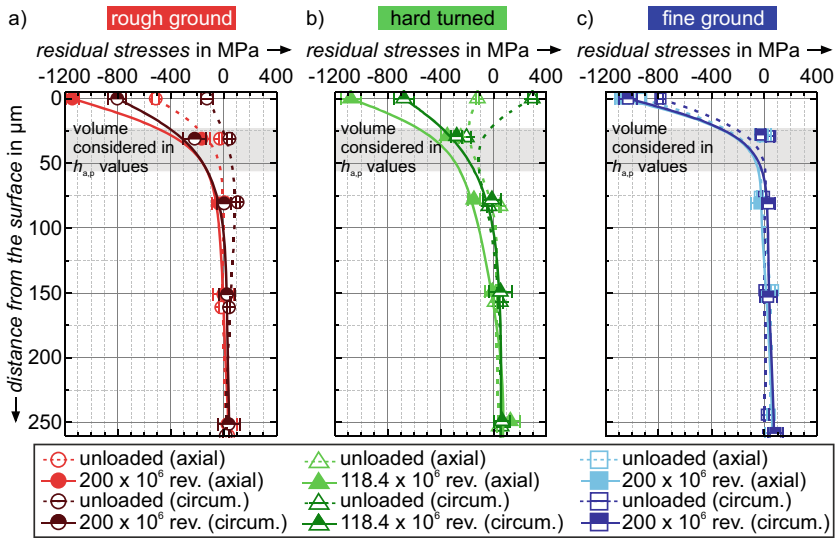 a) rough ground b) hard turned c) fine ground
residual stresses in MPa residual stresses in MPa residual stresses in MPa
-1200 -800 -400 0 400 -1200 -800 -400 0 400 -1200 -800 -400 0 400
distance from the surface in µm
0
50
100
150
200
250
volume
considered in
h_a,p values
volume
considered in
h_a,p values
volume
considered in
h_a,p values
unloaded (axial) unloaded (axial) unloaded (axial)
200 x 10⁶ rev. (axial) 118.4 x 10⁶ rev. (axial) 200 x 10⁶ rev. (axial)
unloaded (circum.) unloaded (circum.) unloaded (circum.)
200 x 10⁶ rev. (circum.) 118.4 x 10⁶ rev. (circum.) 200 x 10⁶ rev. (circum.)